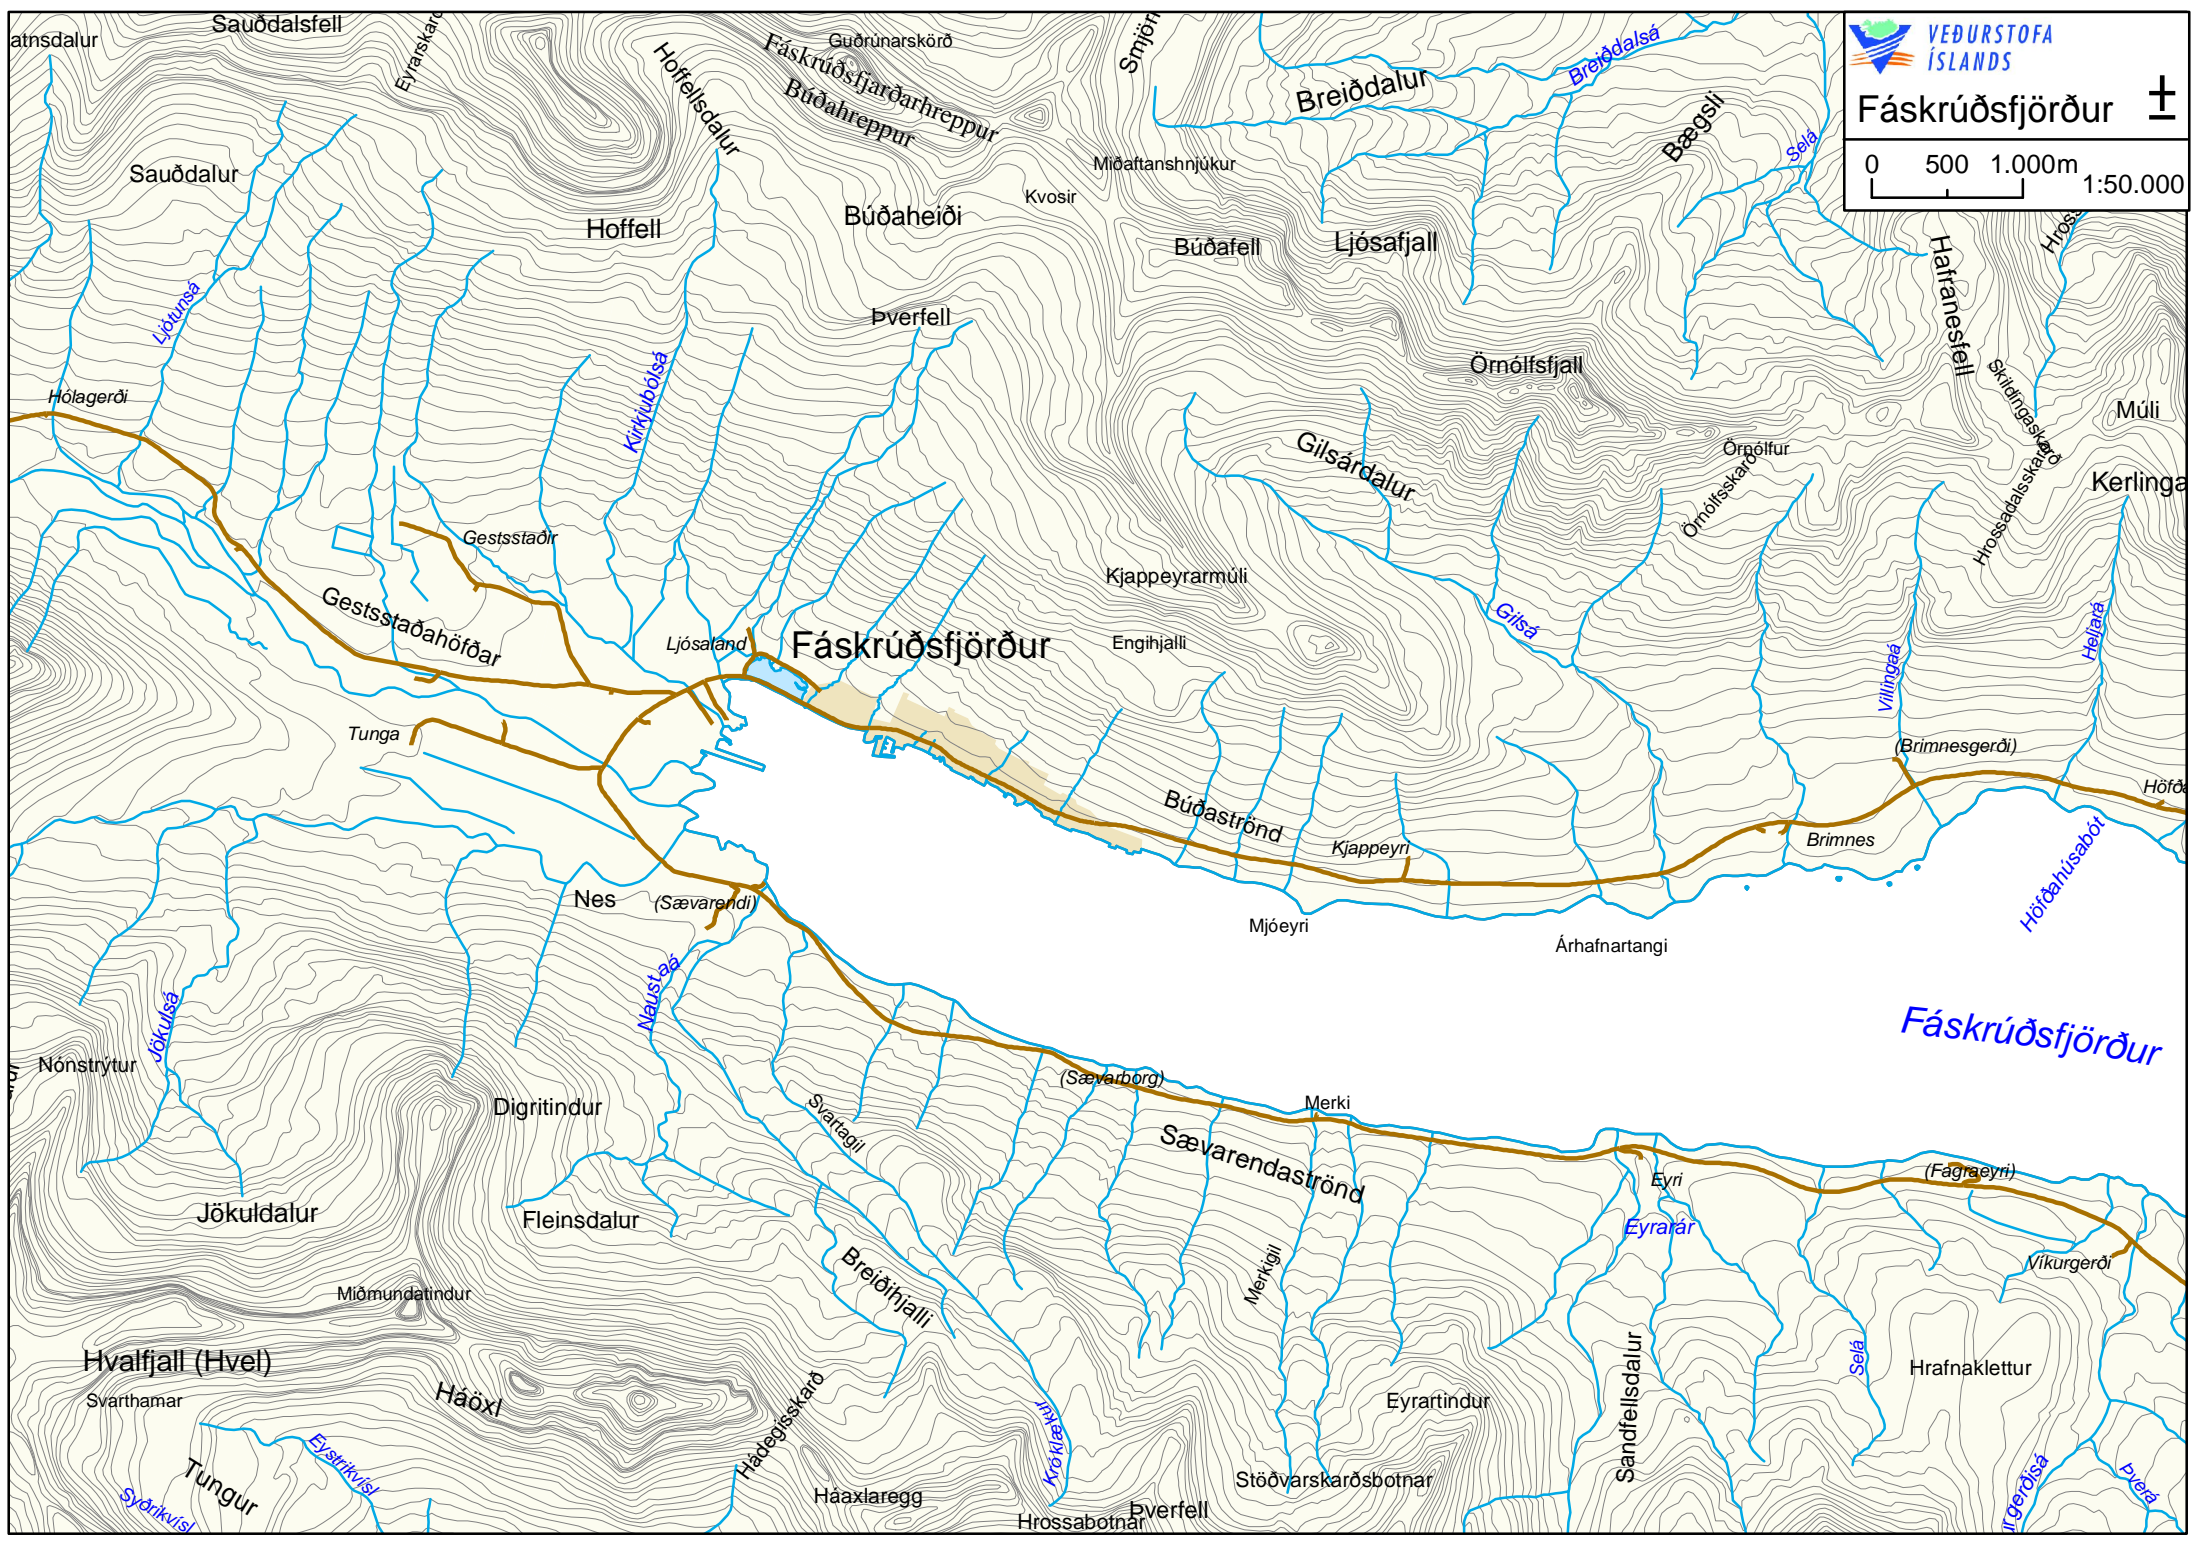 VEÐURSTOFA
ÍSLANDS
Fáskrúðsfjörður
0 500 1.000m
1:50.000
Sauðdalsfell
atnsdalur
Guðrúnarskörð
Fáskrúðsfjarðarhreppur
Búðahreppur
Hoffellsdalur
Breiðdalsá
Breiðdalur
Bægsli
Selá
Sauðdalur
Miðaftanshnjúkur
Kvosir
Hoffell
Búðaheiði
Búðafell
Ljósafjall
Hafranesfell
Ljótunsá
Þverfell
Örnólfsfjall
Kirkjubólsá
Skildingaskarð
Hólagerði
Múli
Gilsárdalur
Örnólfur
Örnólfsskarð
Hrossadalsskarð
Kerlinga
Gestsstaðir
Kjappeyrarmúli
Gestsstaðahöfðar
Gilsá
Heljará
Ljósaland
Fáskrúðsfjörður
Engihjalli
Villingaá
Tunga
(Brimnesgerði)
Höfða
Búðaströnd
Kjappeyri
Brimnes
Höfðahúsabót
Nes
(Sævarendi)
Mjóeyri
Árhafnartangi
Naustaá
Jökulsá
Fáskrúðsfjörður
Nónstrýtur
(Sævarborg)
Digritindur
Svartagil
Merki
Sævarendaströnd
(Fagraeyri)
Eyri
Jökuldalur
Fleinsdalur
Eyrarár
Breiðihjalli
Merkigil
Víkurgerði
Miðmundatindur
Hvalfjall (Hvel)
Sandfellsdalur
Selá
Hrafnaklettur
Svarthamar
Háöxl
Hádegisskarð
Króklækur
Eyrartindur
Eystrikvísl
Tungur
Syðrikvísl
Háaxlaregg
Stöðvarskarðsbotnar
Þverá
urgerðisá
Hrossabotnar
Þverfell